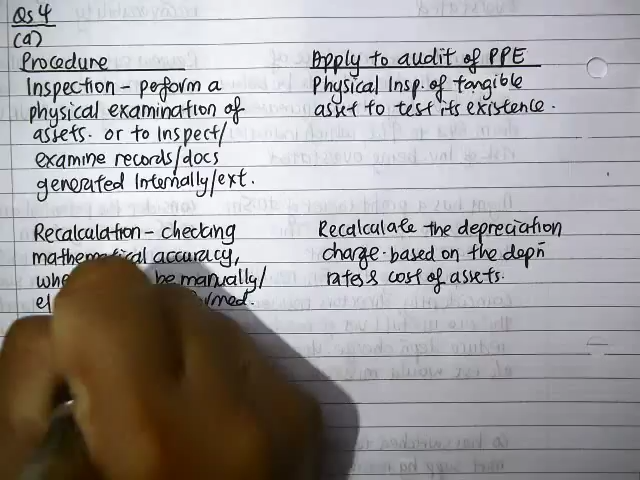 Qs 4
(a)
Procedure
Apply to audit of PPE
Inspection - perform a
physical examination of
assets. or to inspect/
examine records/docs
generated Internally/ext.
Physical Insp. of tangible
asset to test its existence.
Recalculation - checking
mathematical accuracy,
be manually/
Recalculate the depreciation
charge. based on the depn
rates & cost of assets.